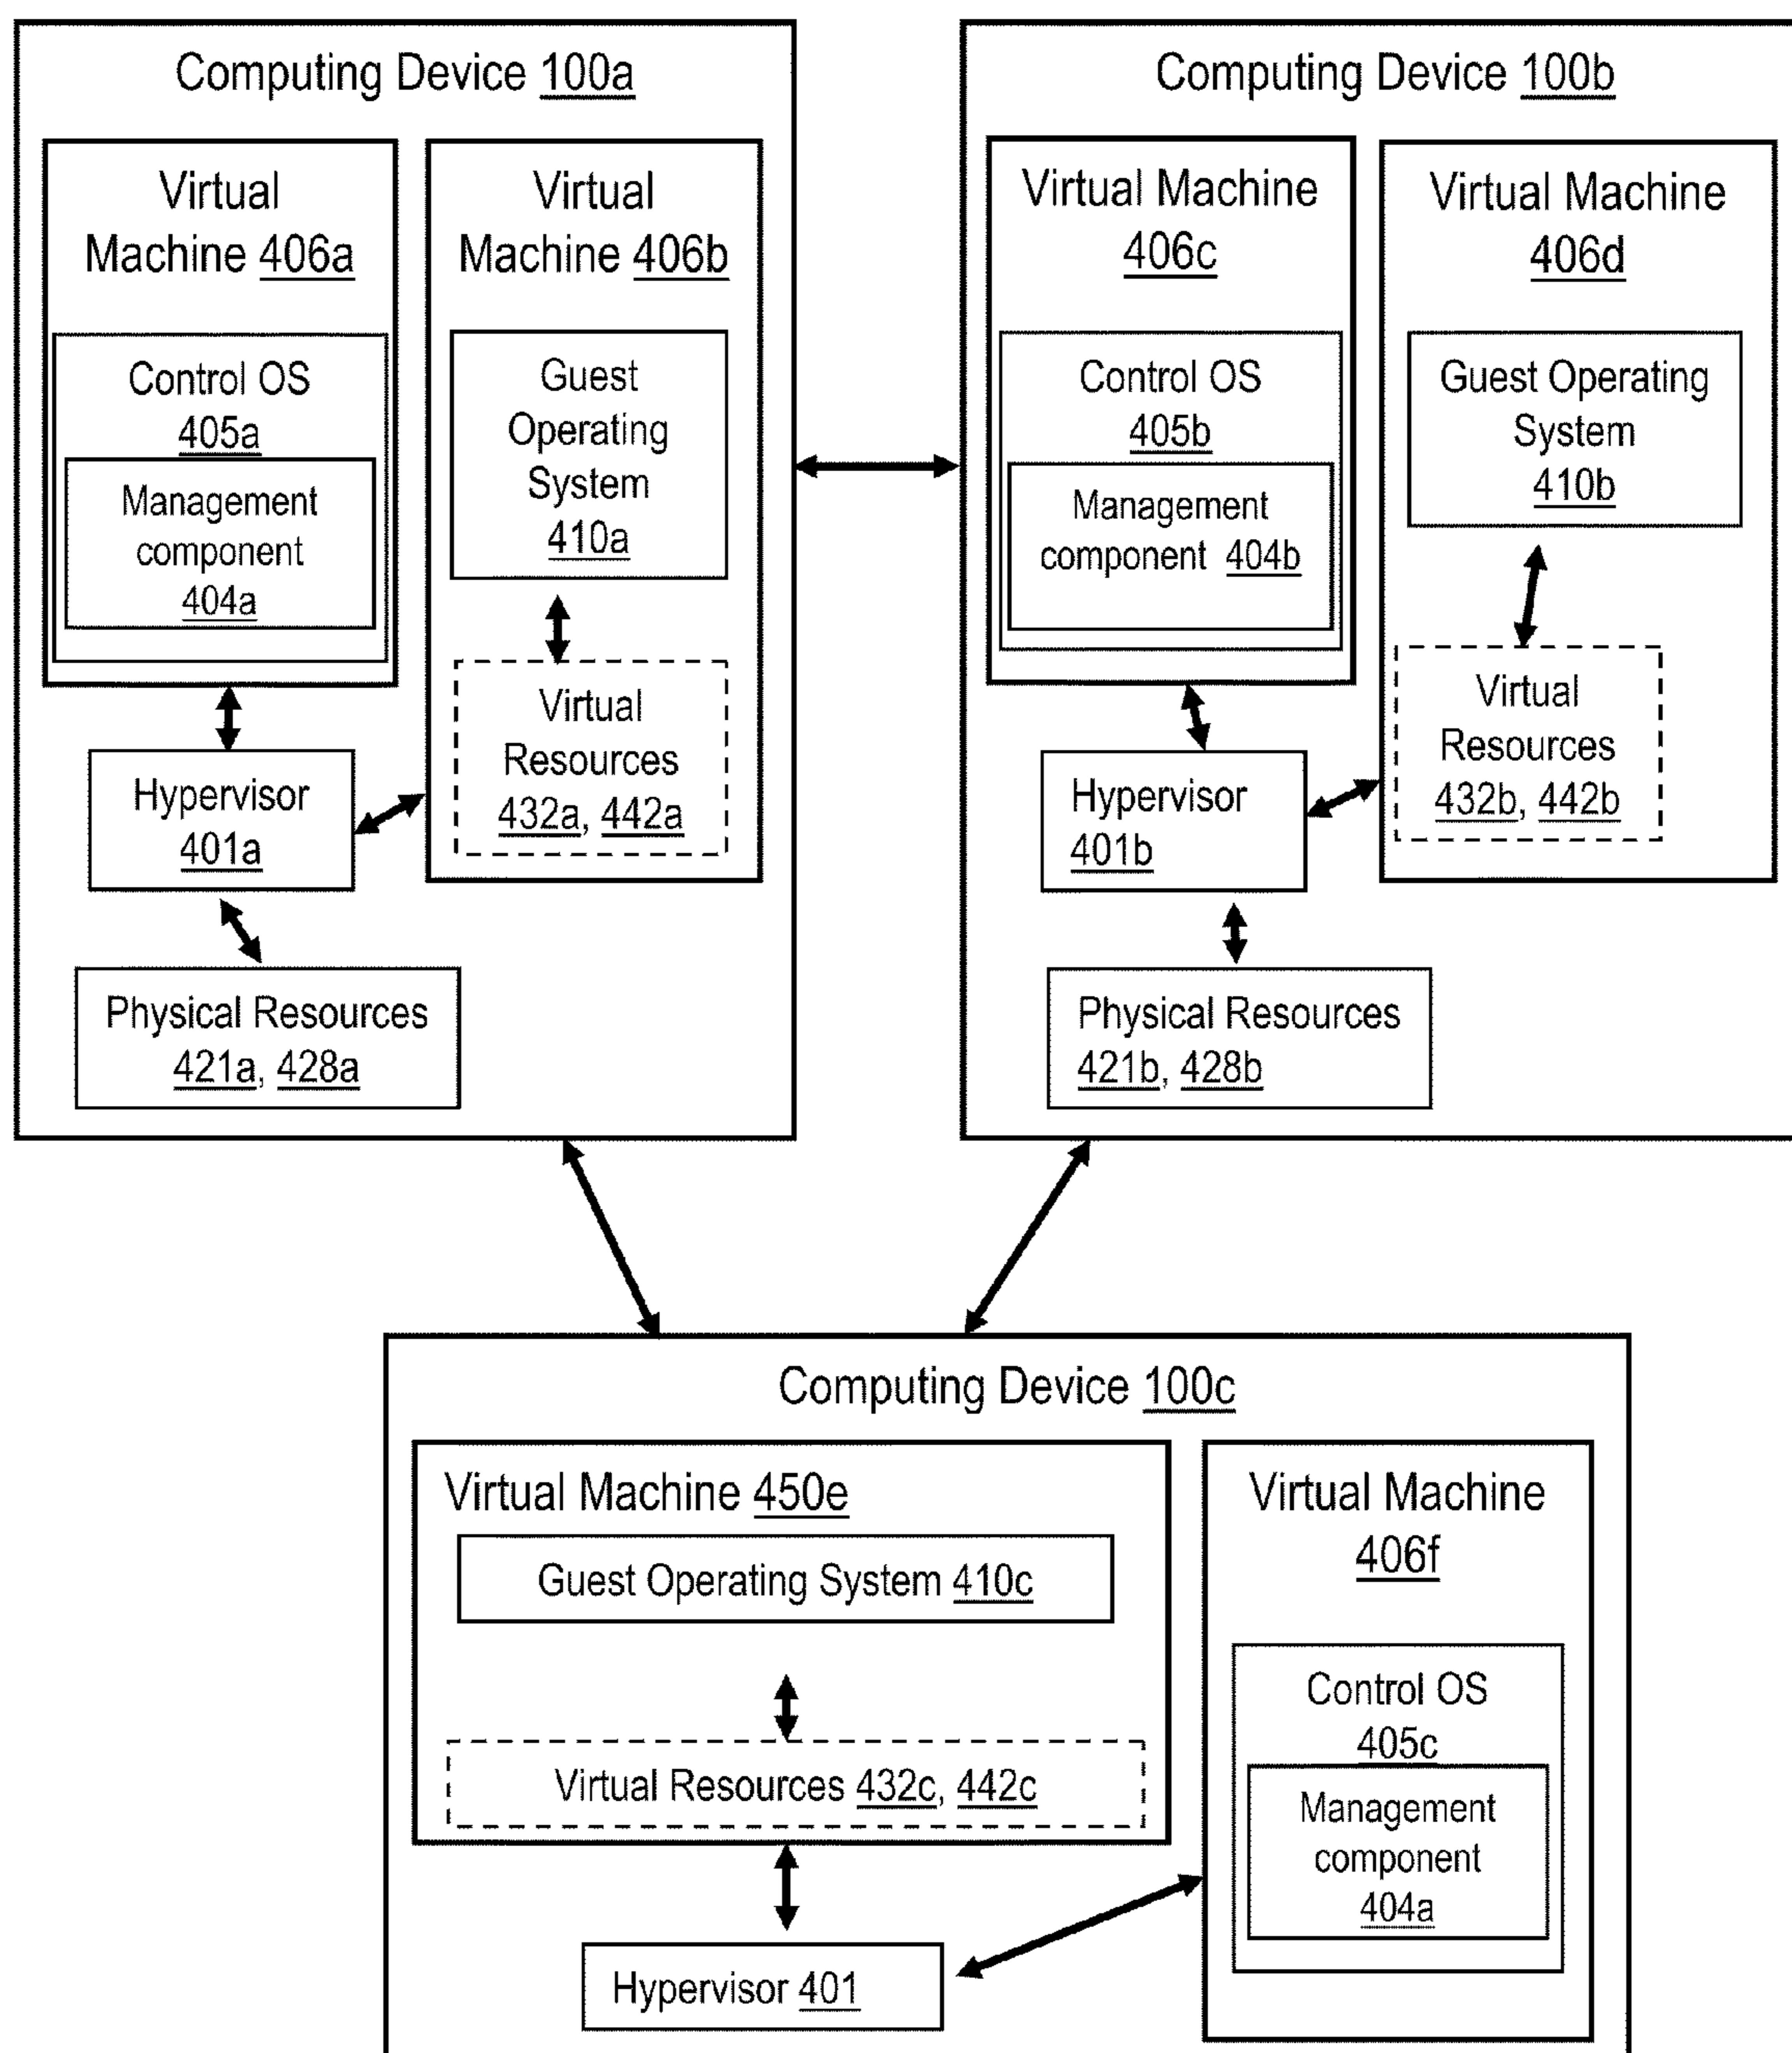 Computing Device 100a
Virtual
Machine 406a
Control OS
405a
Management
component
404a
Virtual
Machine 406b
Guest
Operating
System
410a
Virtual
Resources
432a, 442a
Hypervisor
401a
Physical Resources
421a, 428a
Computing Device 100b
Virtual Machine
406c
Control OS
405b
Management
component 404b
Virtual Machine
406d
Guest Operating
System
410b
Virtual
Resources
432b, 442b
Hypervisor
401b
Physical Resources
421b, 428b
Computing Device 100c
Virtual Machine 450e
Guest Operating System 410c
Virtual Resources 432c, 442c
Hypervisor 401
Virtual Machine
406f
Control OS
405c
Management
component
404a